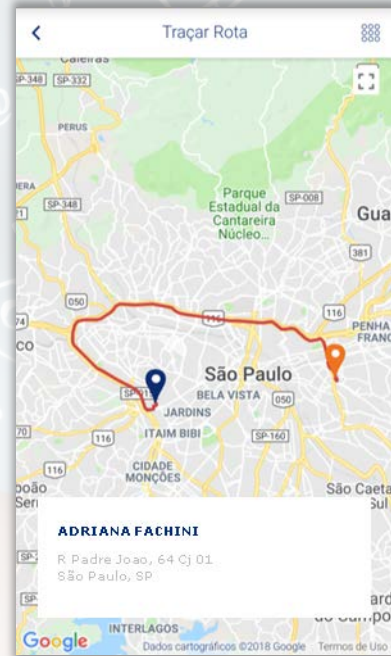 Traçar Rota
Caieiras
SP-348
SP-332
PERUS
SP-348
Parque
Estadual da
Cantareira
Núcleo...
SP-008
Gua
381
050
116
116
PENHA
FRANC
São Paulo
BELA VISTA
050
JARDINS
ITAIM BIBI
116
SP-160
CIDADE
MONÇÕES
116
São Caeta
Sul
ADRIANA FACHINI
R Padre Joao, 64 Cj 01
São Paulo, SP
INTERLAGOS
Google
Dados cartográficos ©2018 Google
Termos de Uso